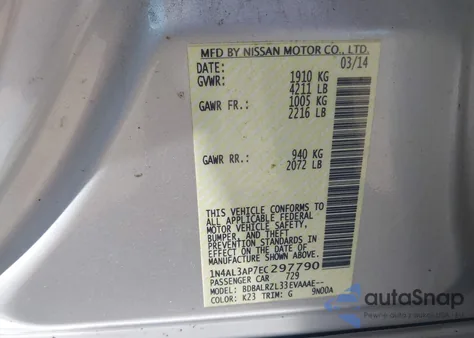 MFD BY NISSAN MOTOR CO., LTD.
DATE: 03/14
GVWR: 1910 KG
4211 LB
GAWR FR.: 1005 KG
2216 LB
GAWR RR.: 940 KG
2072 LB
THIS VEHICLE CONFORMS TO
ALL APPLICABLE FEDERAL
MOTOR VEHICLE SAFETY,
BUMPER, AND THEFT
PREVENTION STANDARDS
IN EFFECT ON THE DATE OF
MANUFACTURE SHOWN ABOVE.
1N4AL3AP7EC297790
PASSENGER CAR 729
MODEL: BDBALRZL33EVAAAE--
COLOR: K23 TRIM: G 9N00A
autoSnap